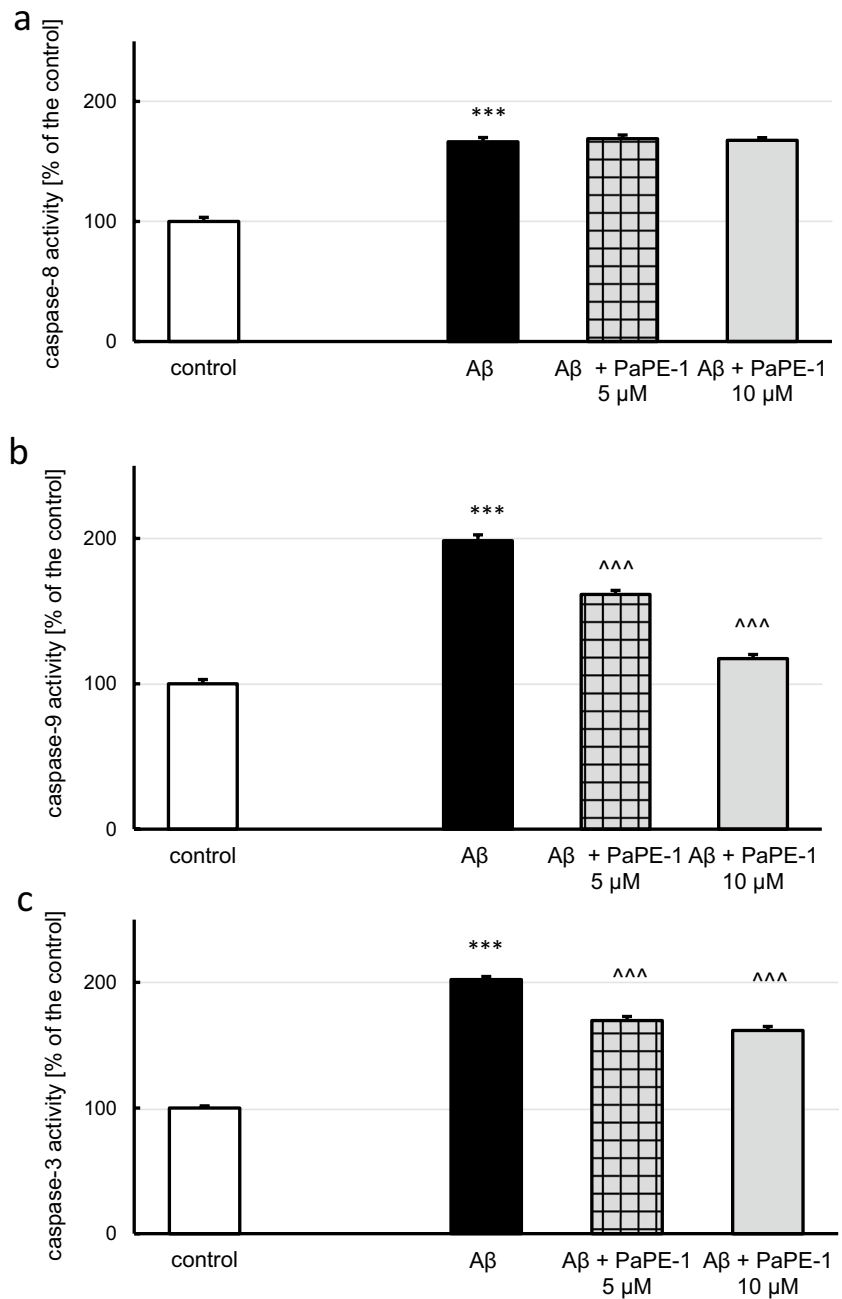 a
caspase-8 activity [% of the control]
200
100
0
***
control
Aβ
Aβ + PaPE-1
5 µM
Aβ + PaPE-1
10 µM
b
caspase-9 activity [% of the control]
200
100
0
***
^^^
^^^
control
Aβ
Aβ + PaPE-1
5 µM
Aβ + PaPE-1
10 µM
c
caspase-3 activity [% of the control]
200
100
0
***
^^^
^^^
control
Aβ
Aβ + PaPE-1
5 µM
Aβ + PaPE-1
10 µM